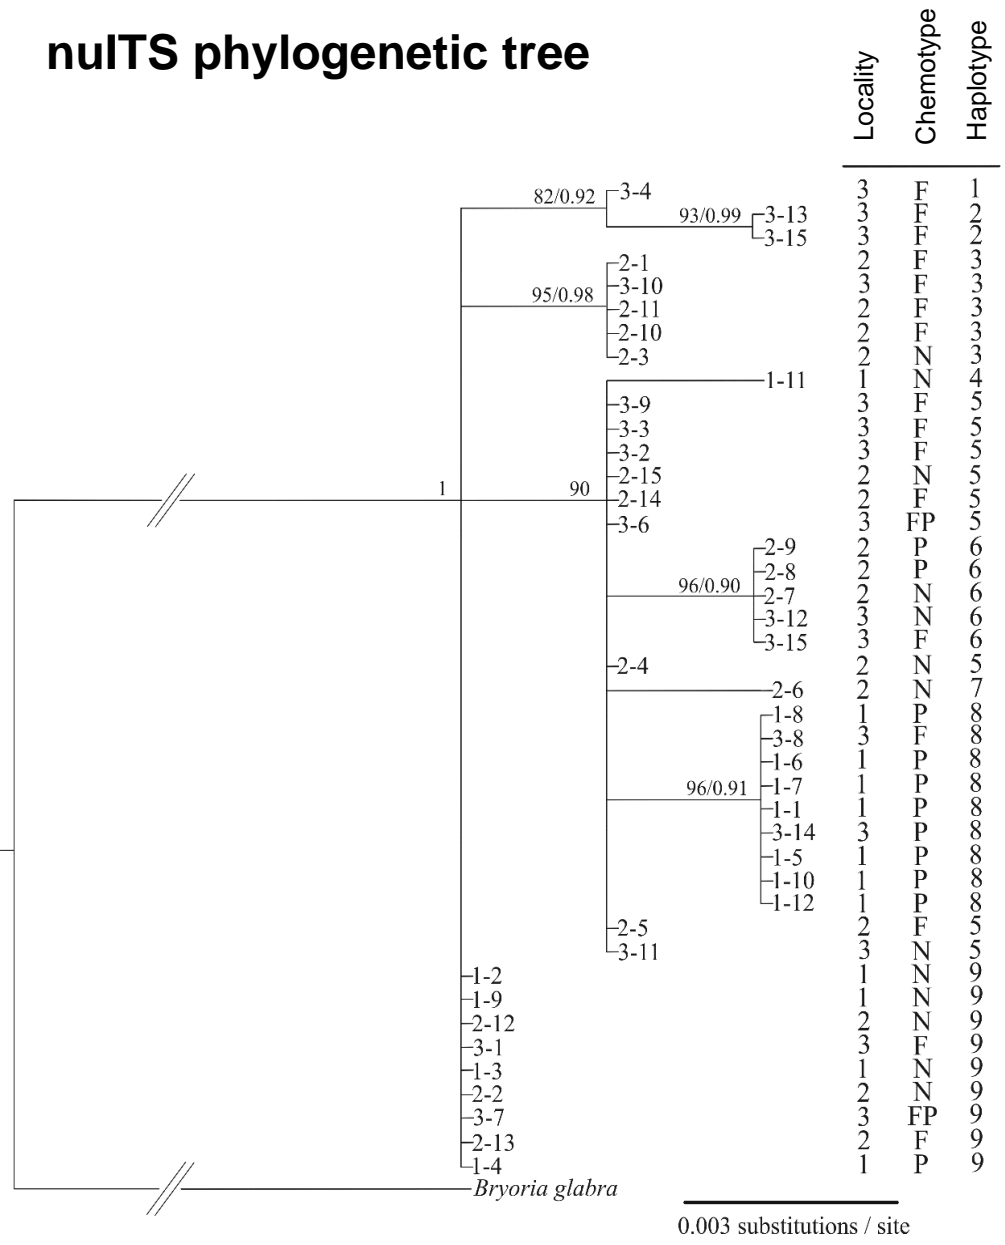 nuITS phylogenetic tree
Locality Chemotype Haplotype
82/0.92 3-4 3 F 1
93/0.99 3-13 3 F 2
3-15 3 F 2
2-1 2 F 3
3-10 3 F 3
95/0.98 2-11 2 F 3
2-10 2 F 3
2-3 2 N 3
1-11 1 N 4
3-9 3 F 5
3-3 3 F 5
3-2 3 F 5
2-15 2 N 5
1 90 2-14 2 F 5
3-6 3 FP 5
2-9 2 P 6
2-8 2 P 6
96/0.90 2-7 2 N 6
3-12 3 N 6
3-15 3 F 6
2-4 2 N 5
2-6 2 N 7
1-8 1 P 8
3-8 3 F 8
1-6 1 P 8
96/0.91 1-7 1 P 8
1-1 1 P 8
3-14 3 P 8
1-5 1 P 8
1-10 1 P 8
1-12 1 P 8
2-5 2 F 5
3-11 3 N 5
1-2 1 N 9
1-9 1 N 9
2-12 2 N 9
3-1 3 F 9
1-3 1 N 9
2-2 2 N 9
3-7 3 FP 9
2-13 2 F 9
1-4 1 P 9
Bryoria glabra
0.003 substitutions / site